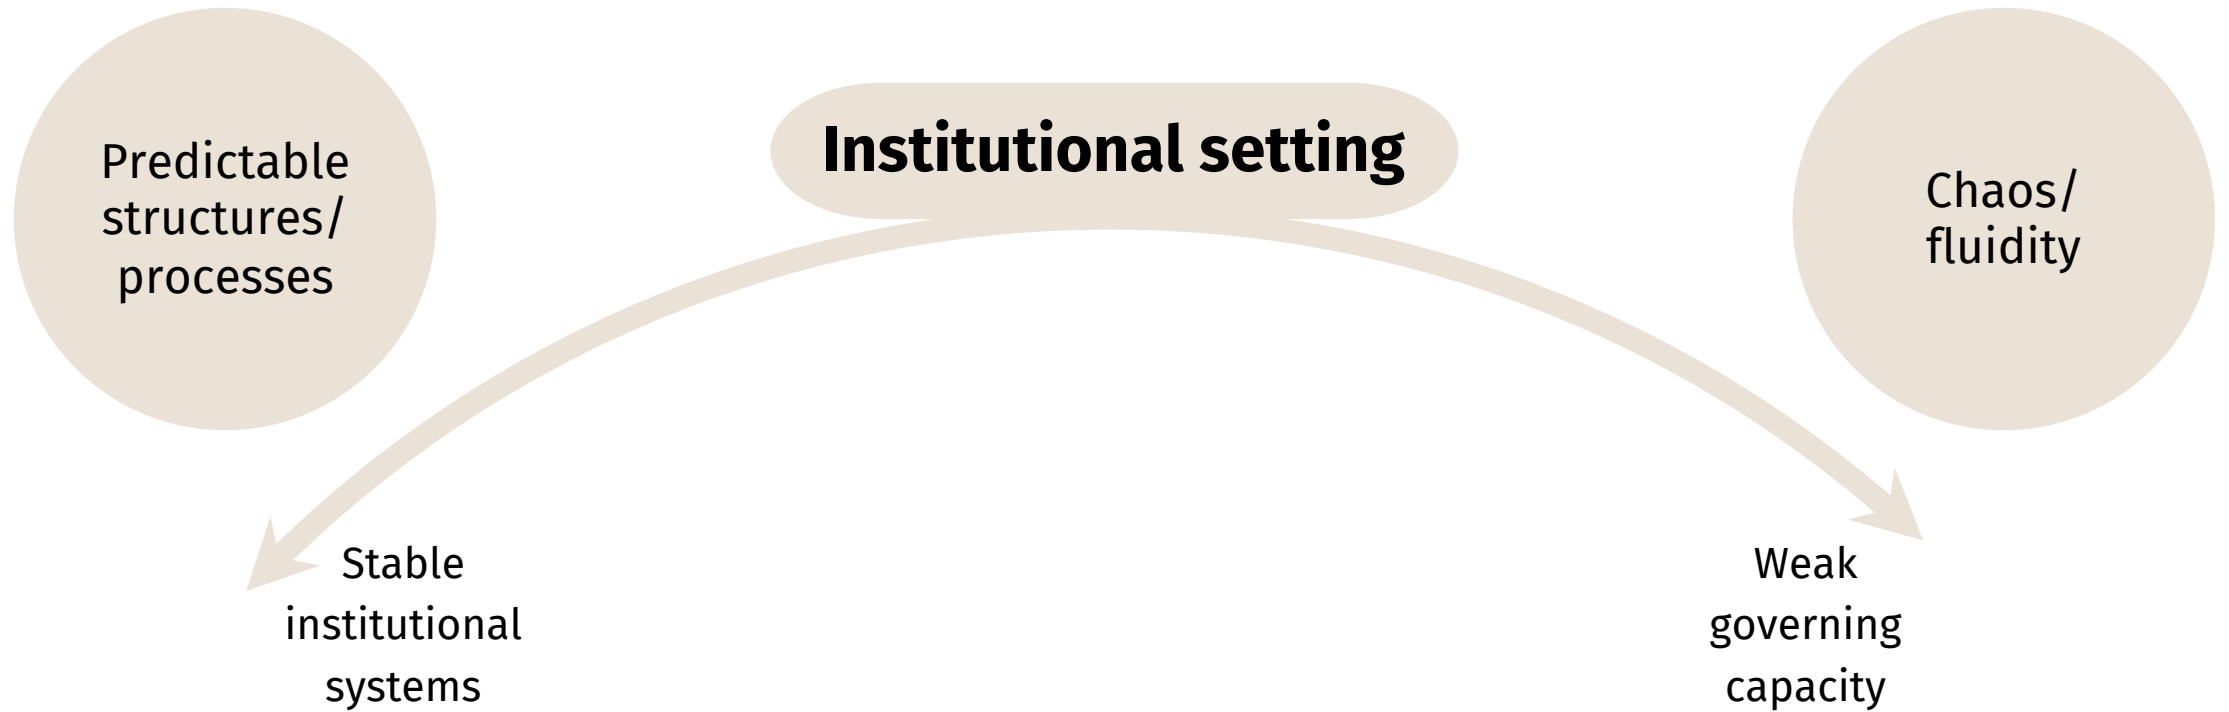 Predictable
structures/
processes
Institutional setting
Chaos/
fluidity
Stable
institutional
systems
Weak
governing
capacity